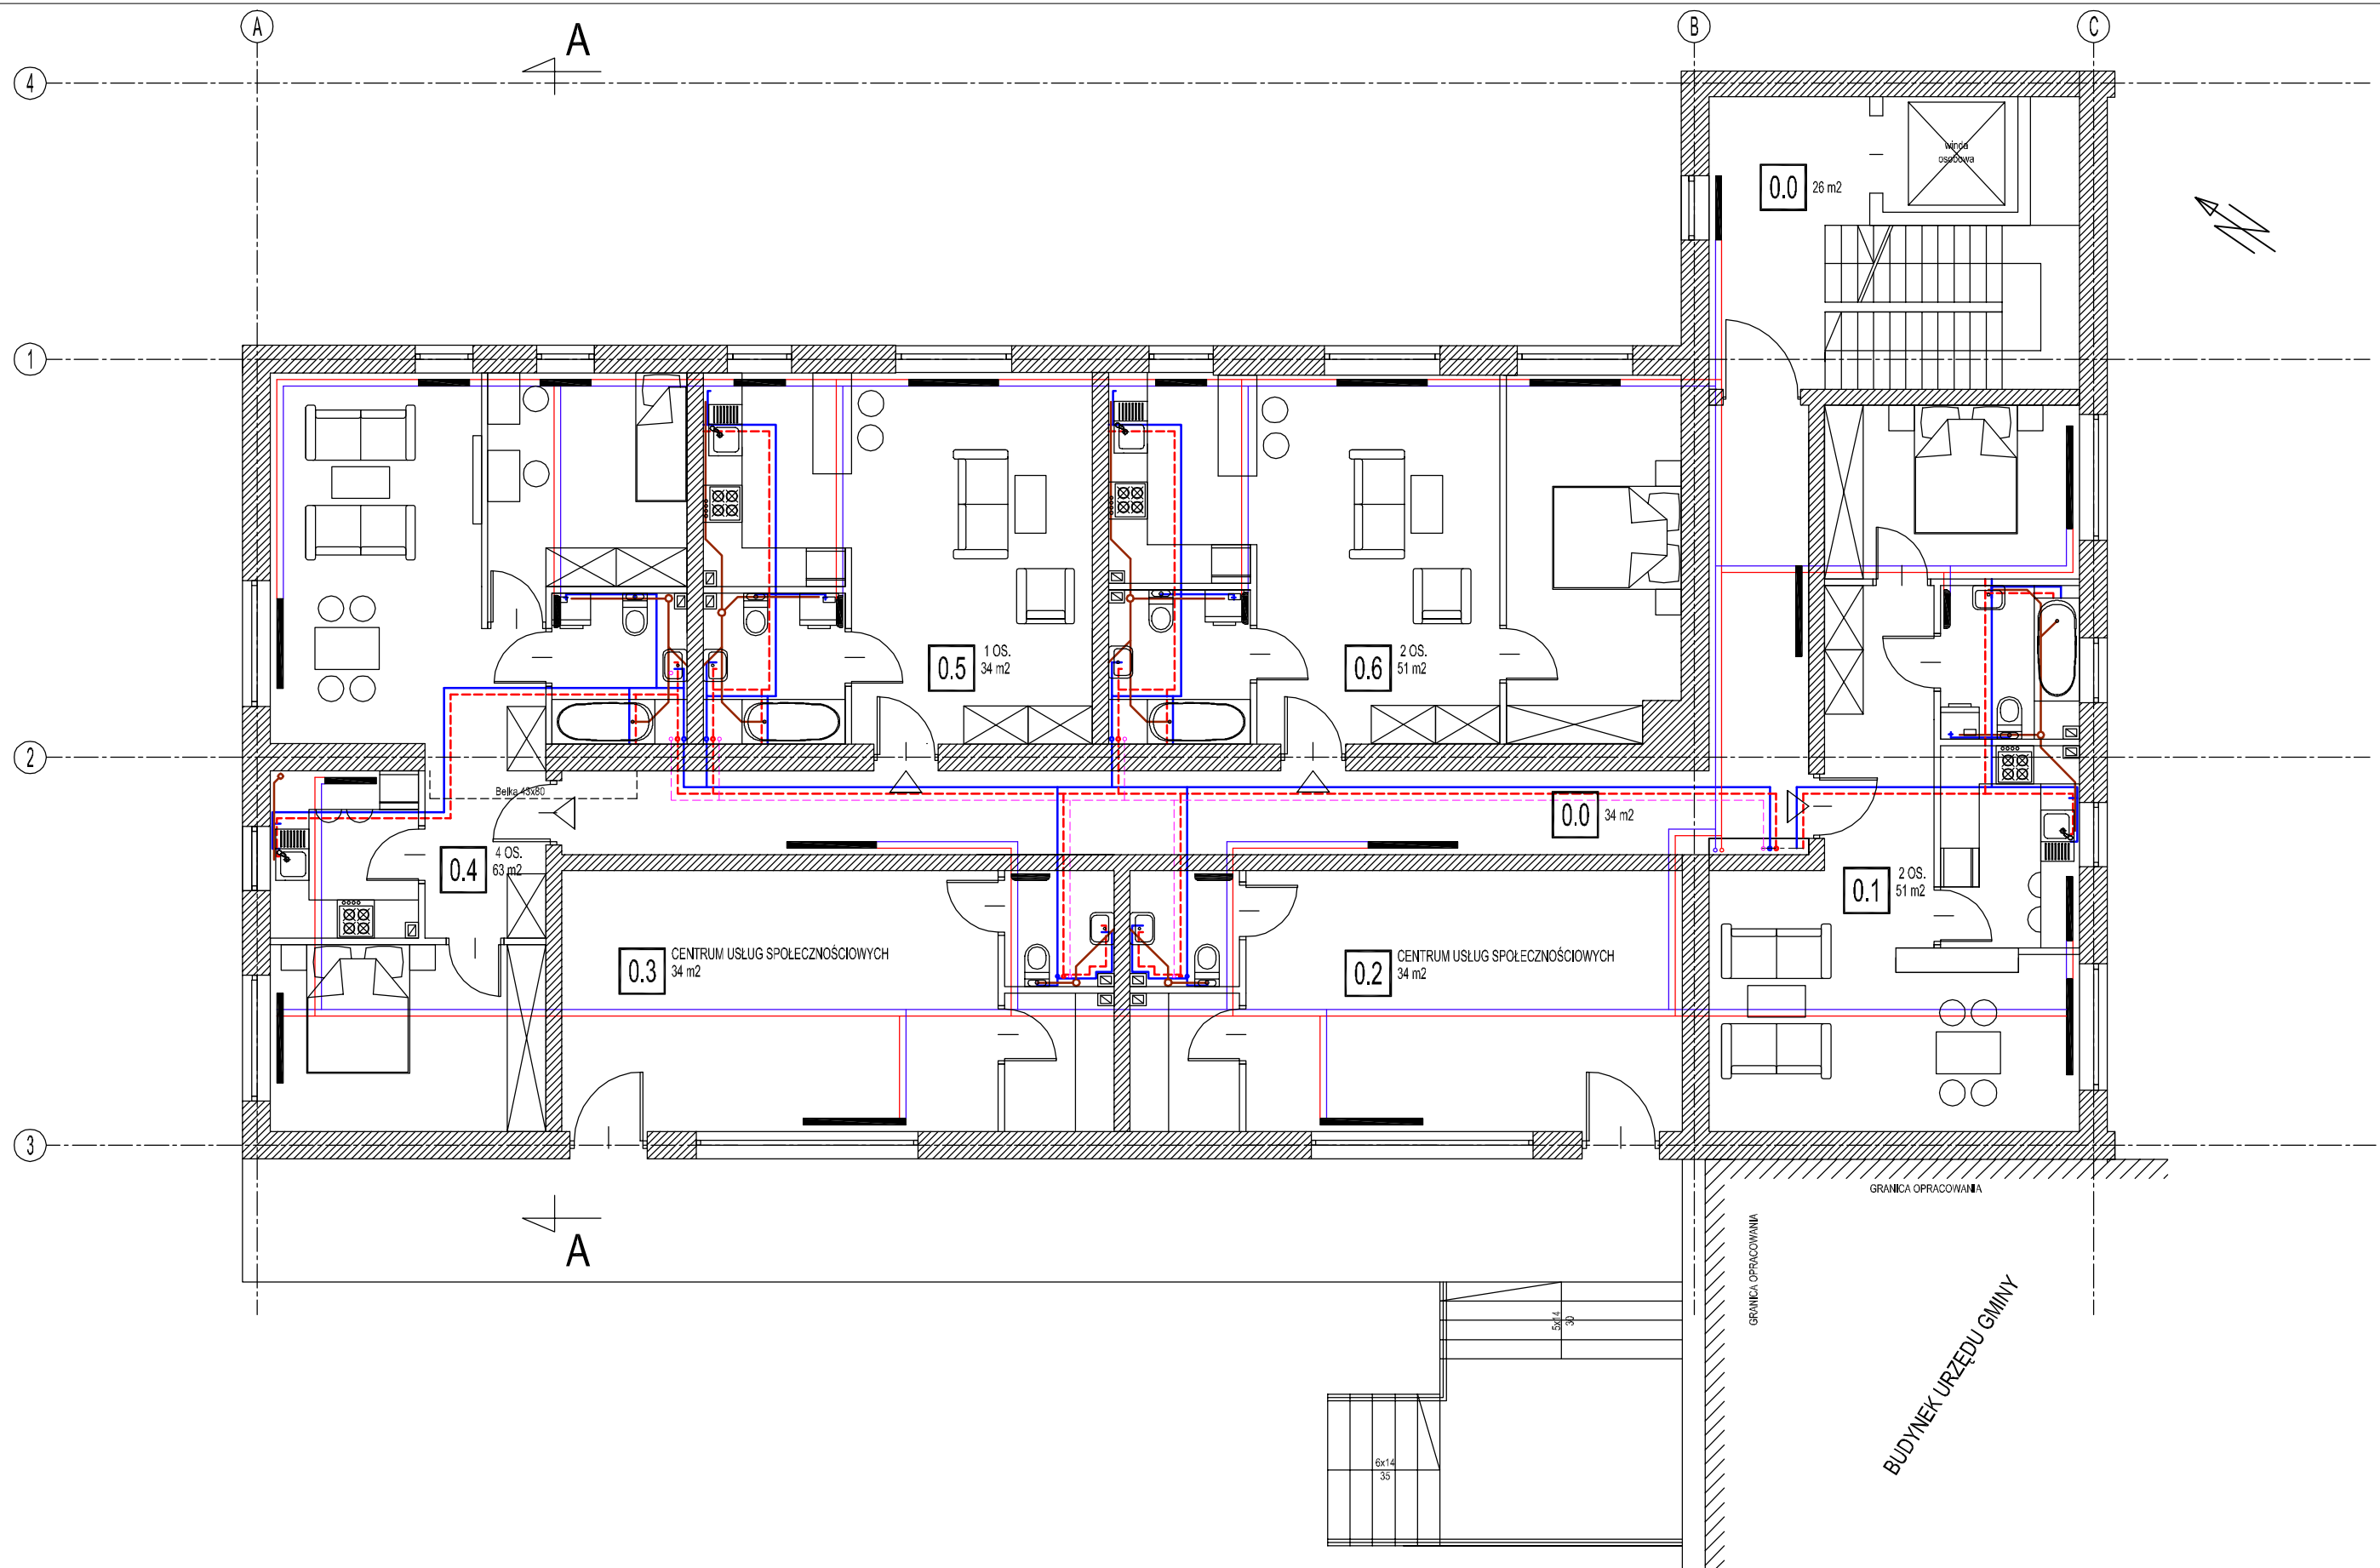 A
B
C
A
4
winda
osobowa
0.0
26 m2
1
0.5
1 OS.
34 m2
0.6
2 OS.
51 m2
2
Belka 43x80
0.0
34 m2
0.4
4 OS.
63 m2
0.1
2 OS.
51 m2
0.3
CENTRUM USŁUG SPOŁECZNOŚCIOWYCH
34 m2
0.2
CENTRUM USŁUG SPOŁECZNOŚCIOWYCH
34 m2
3
GRANICA OPRACOWANIA
GRANICA OPRACOWANIA
A
5x14
30
BUDYNEK URZĘDU GMINY
6x14
35